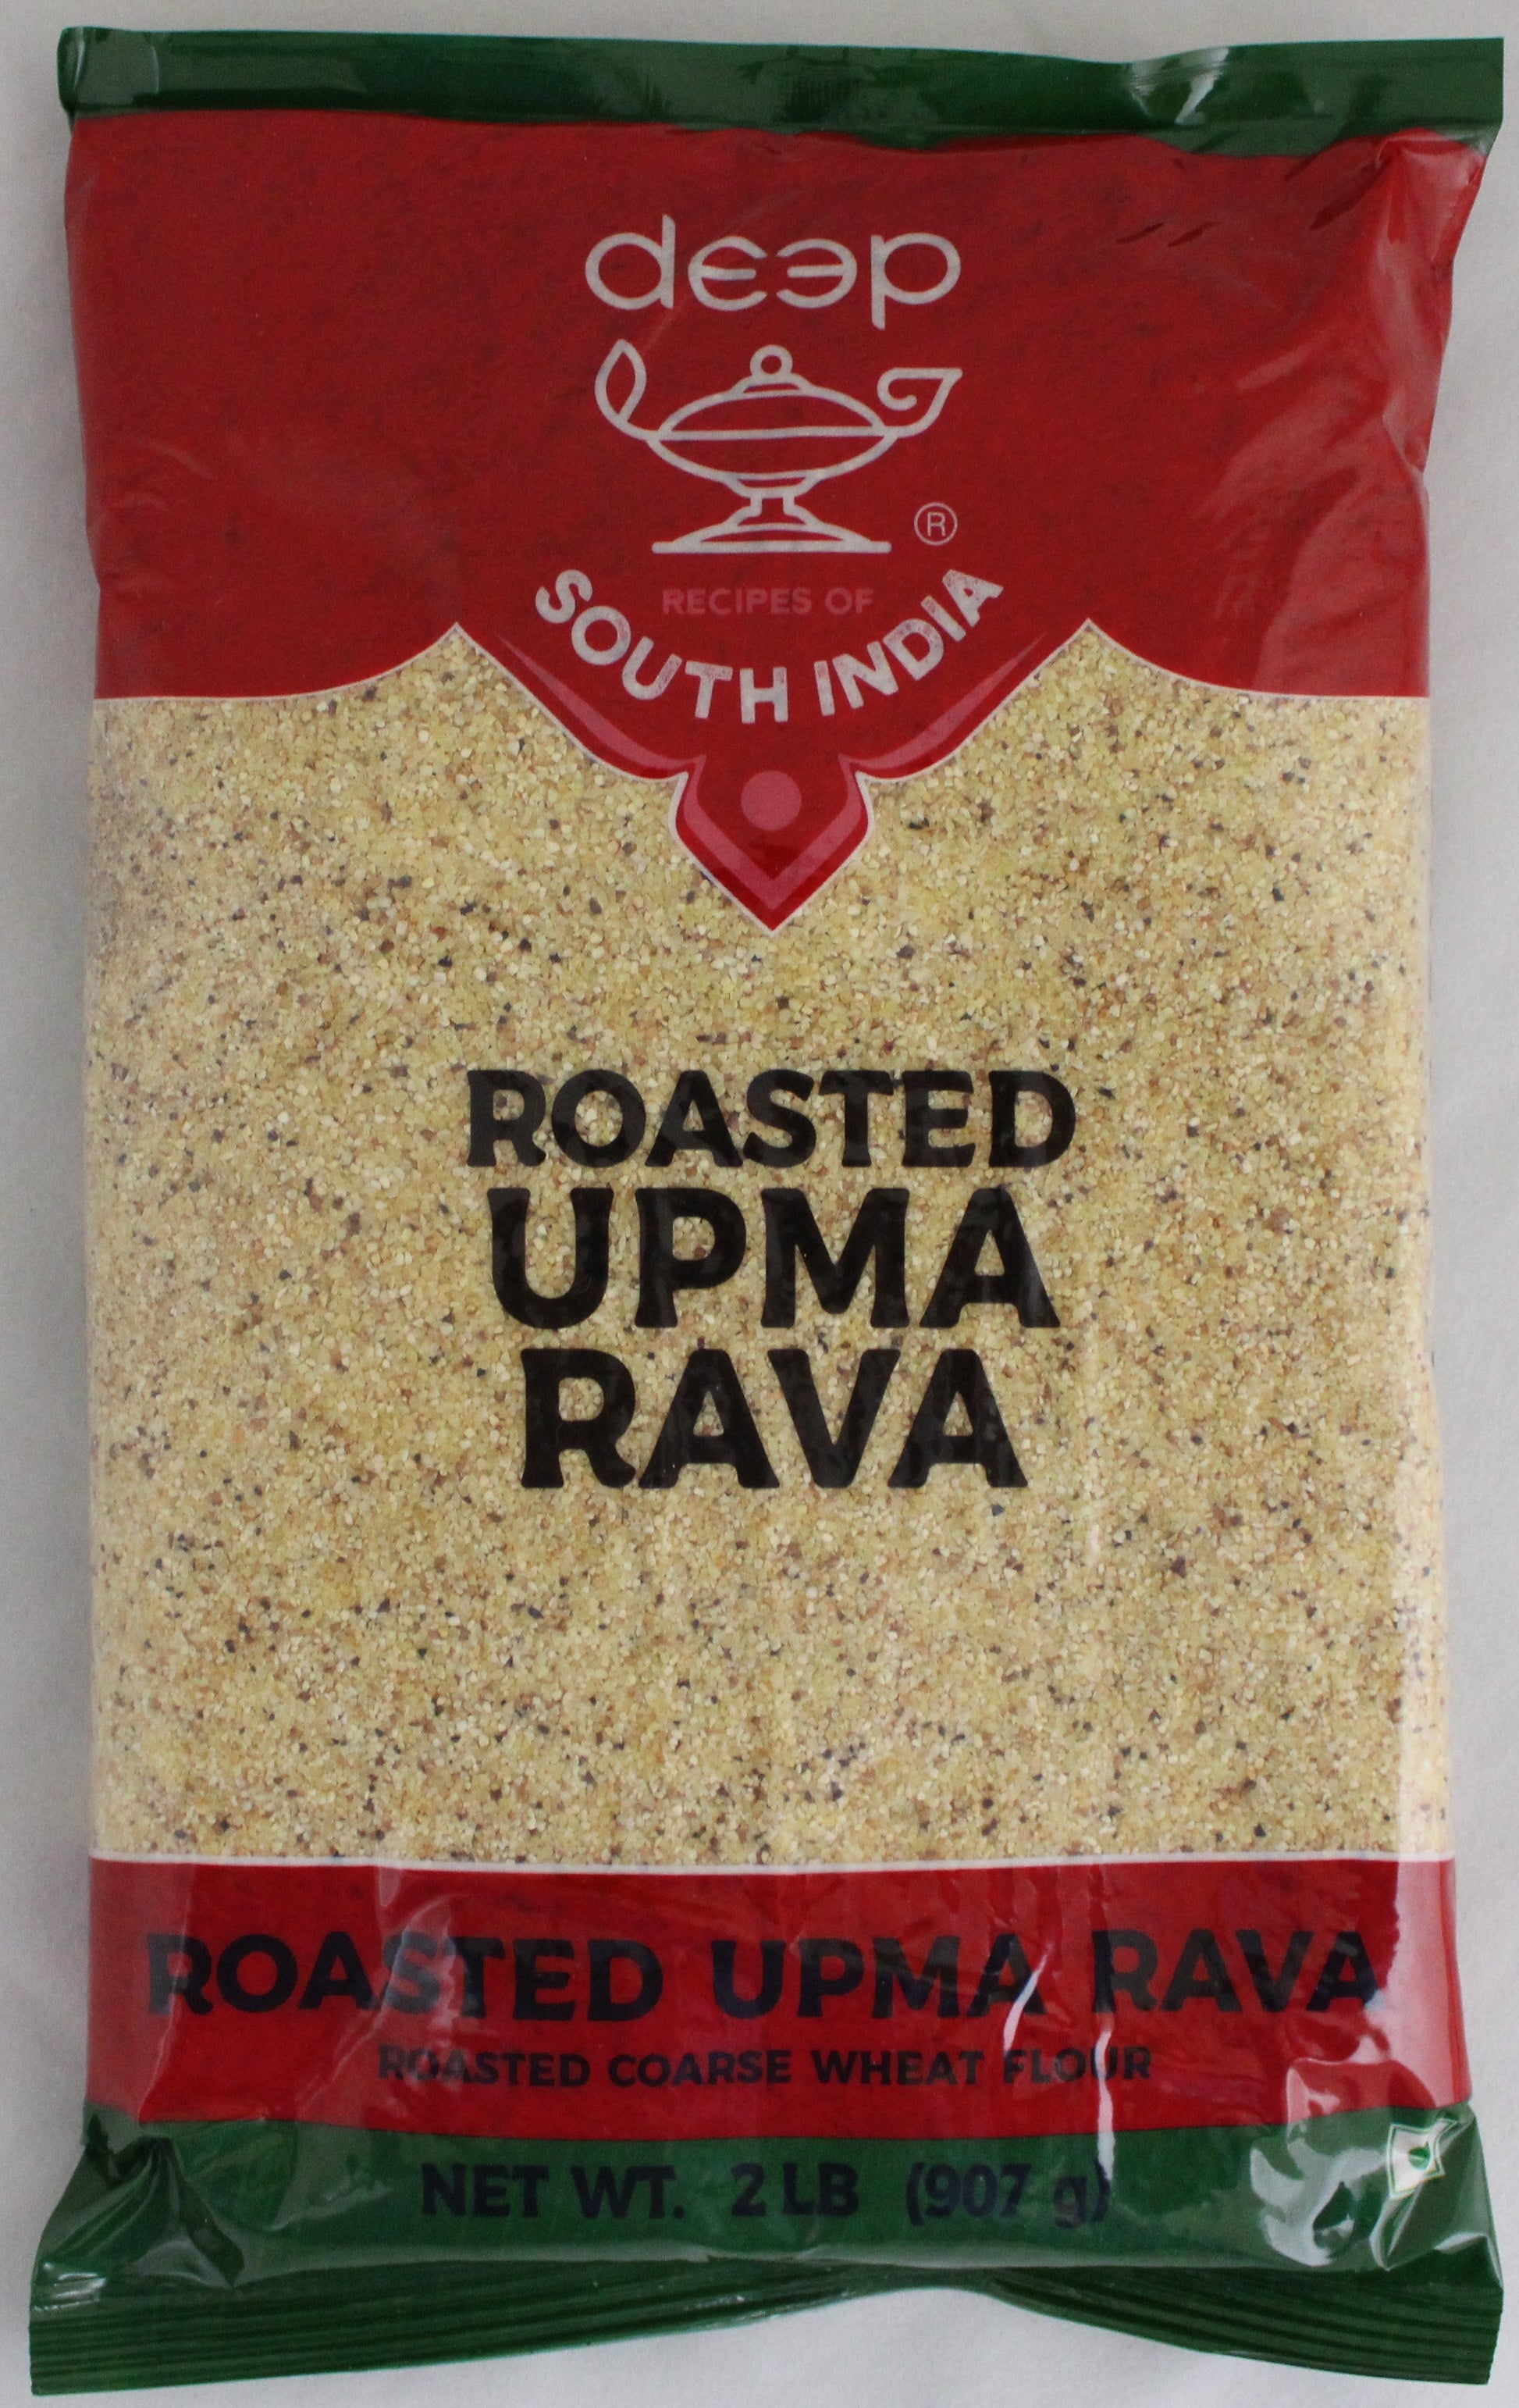 deep
®
RECIPES OF
SOUTH INDIA
ROASTED
UPMA
RAVA
ROASTED UPMA RAVA
ROASTED COARSE WHEAT FLOUR
NET WT. 2 LB (907 g)